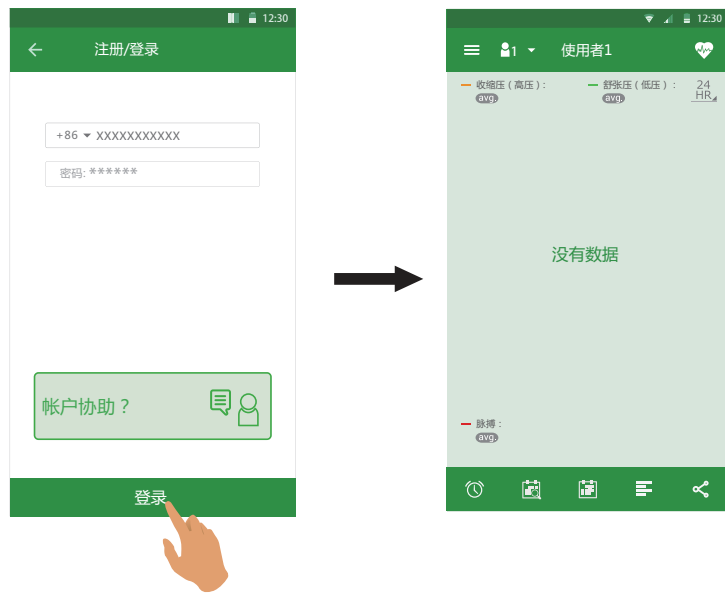 12:30
注册/登录
+86 XXXXXXXXXXX
密码: ******
帐户协助？
登录
12:30
1
使用者1
收缩压（高压）：
avg.
舒张压（低压）：
avg.
24
HR
没有数据
脉搏：
avg.